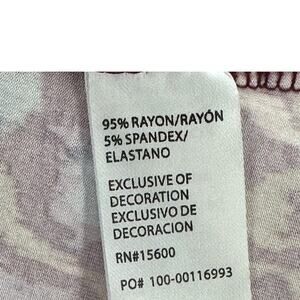 95% RAYON/RAYÓN
5% SPANDEX/
ELASTANO
EXCLUSIVE OF
DECORATION
EXCLUSIVO DE
DECORACION
RN#15600
PO# 100-00116993